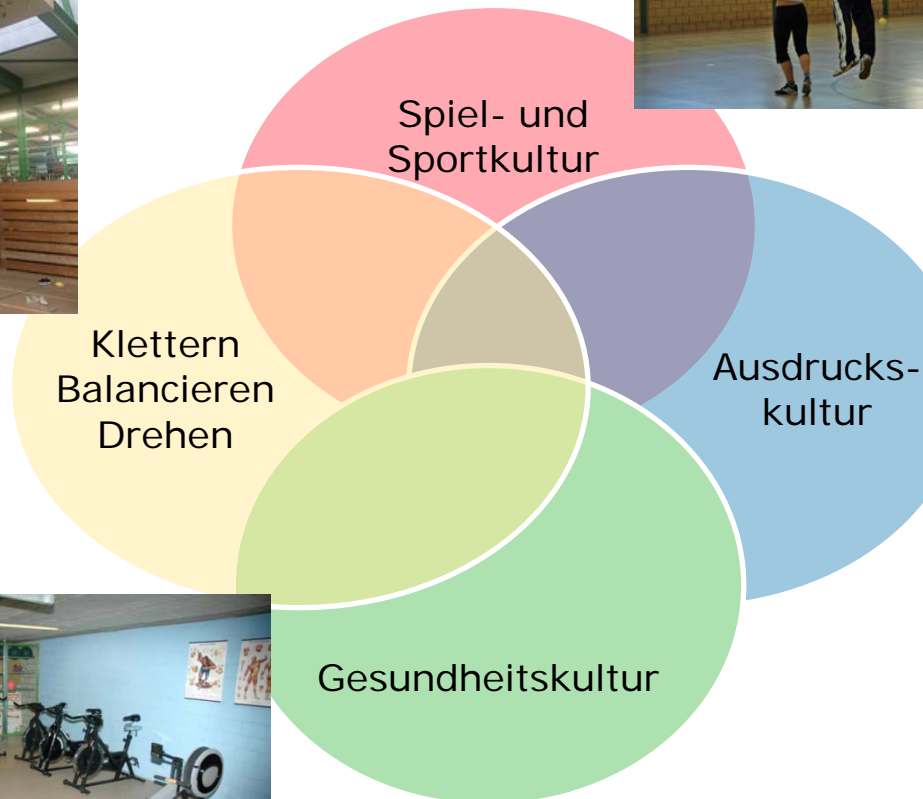 Spiel- und
Sportkultur
Klettern
Balancieren
Drehen
Ausdrucks-
kultur
Gesundheitskultur